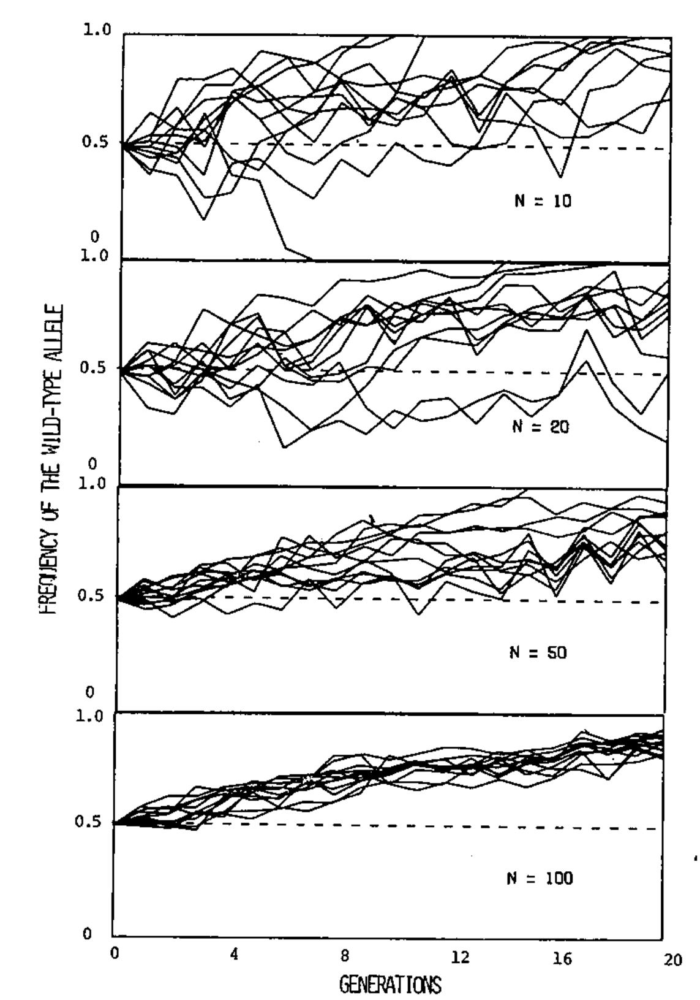 1.0
0.5
N = 10
0
1.0
0.5
N = 20
0
1.0
0.5
N = 50
0
1.0
0.5
N = 100
0
0 4 8 12 16 20
GENERATIONS
FREQUENCY OF THE WILD-TYPE ALLELE